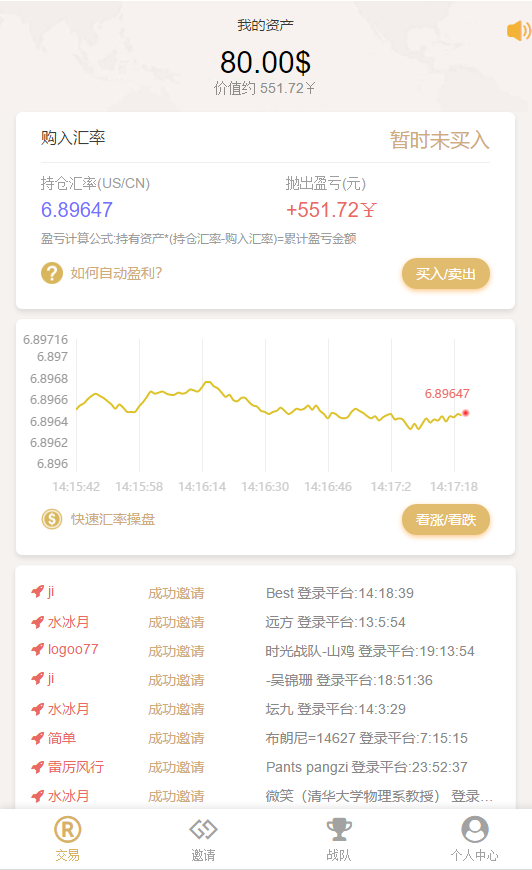 我的资产
80.00$
价值约 551.72￥
购入汇率 暂时未买入
持仓汇率(US/CN) 抛出盈亏(元)
6.89647 +551.72￥
盈亏计算公式:持有资产*(持仓汇率-购入汇率)=累计盈亏金额
如何自动盈利? 买入/卖出
6.89716
6.897
6.8968
6.8966
6.8964
6.8962
6.896
6.89647
14:15:42 14:15:58 14:16:14 14:16:30 14:16:46 14:17:2 14:17:18
快速汇率操盘 看涨/看跌
ji 成功邀请 Best 登录平台:14:18:39
水冰月 成功邀请 远方 登录平台:13:5:54
logoo77 成功邀请 时光战队-山鸡 登录平台:19:13:54
ji 成功邀请 -吴锦珊 登录平台:18:51:36
水冰月 成功邀请 坛九 登录平台:14:3:29
简单 成功邀请 布朗尼=14627 登录平台:7:15:15
雷厉风行 成功邀请 Pants pangzi 登录平台:23:52:37
水冰月 成功邀请 微笑（清华大学物理系教授） 登录...
交易 邀请 战队 个人中心